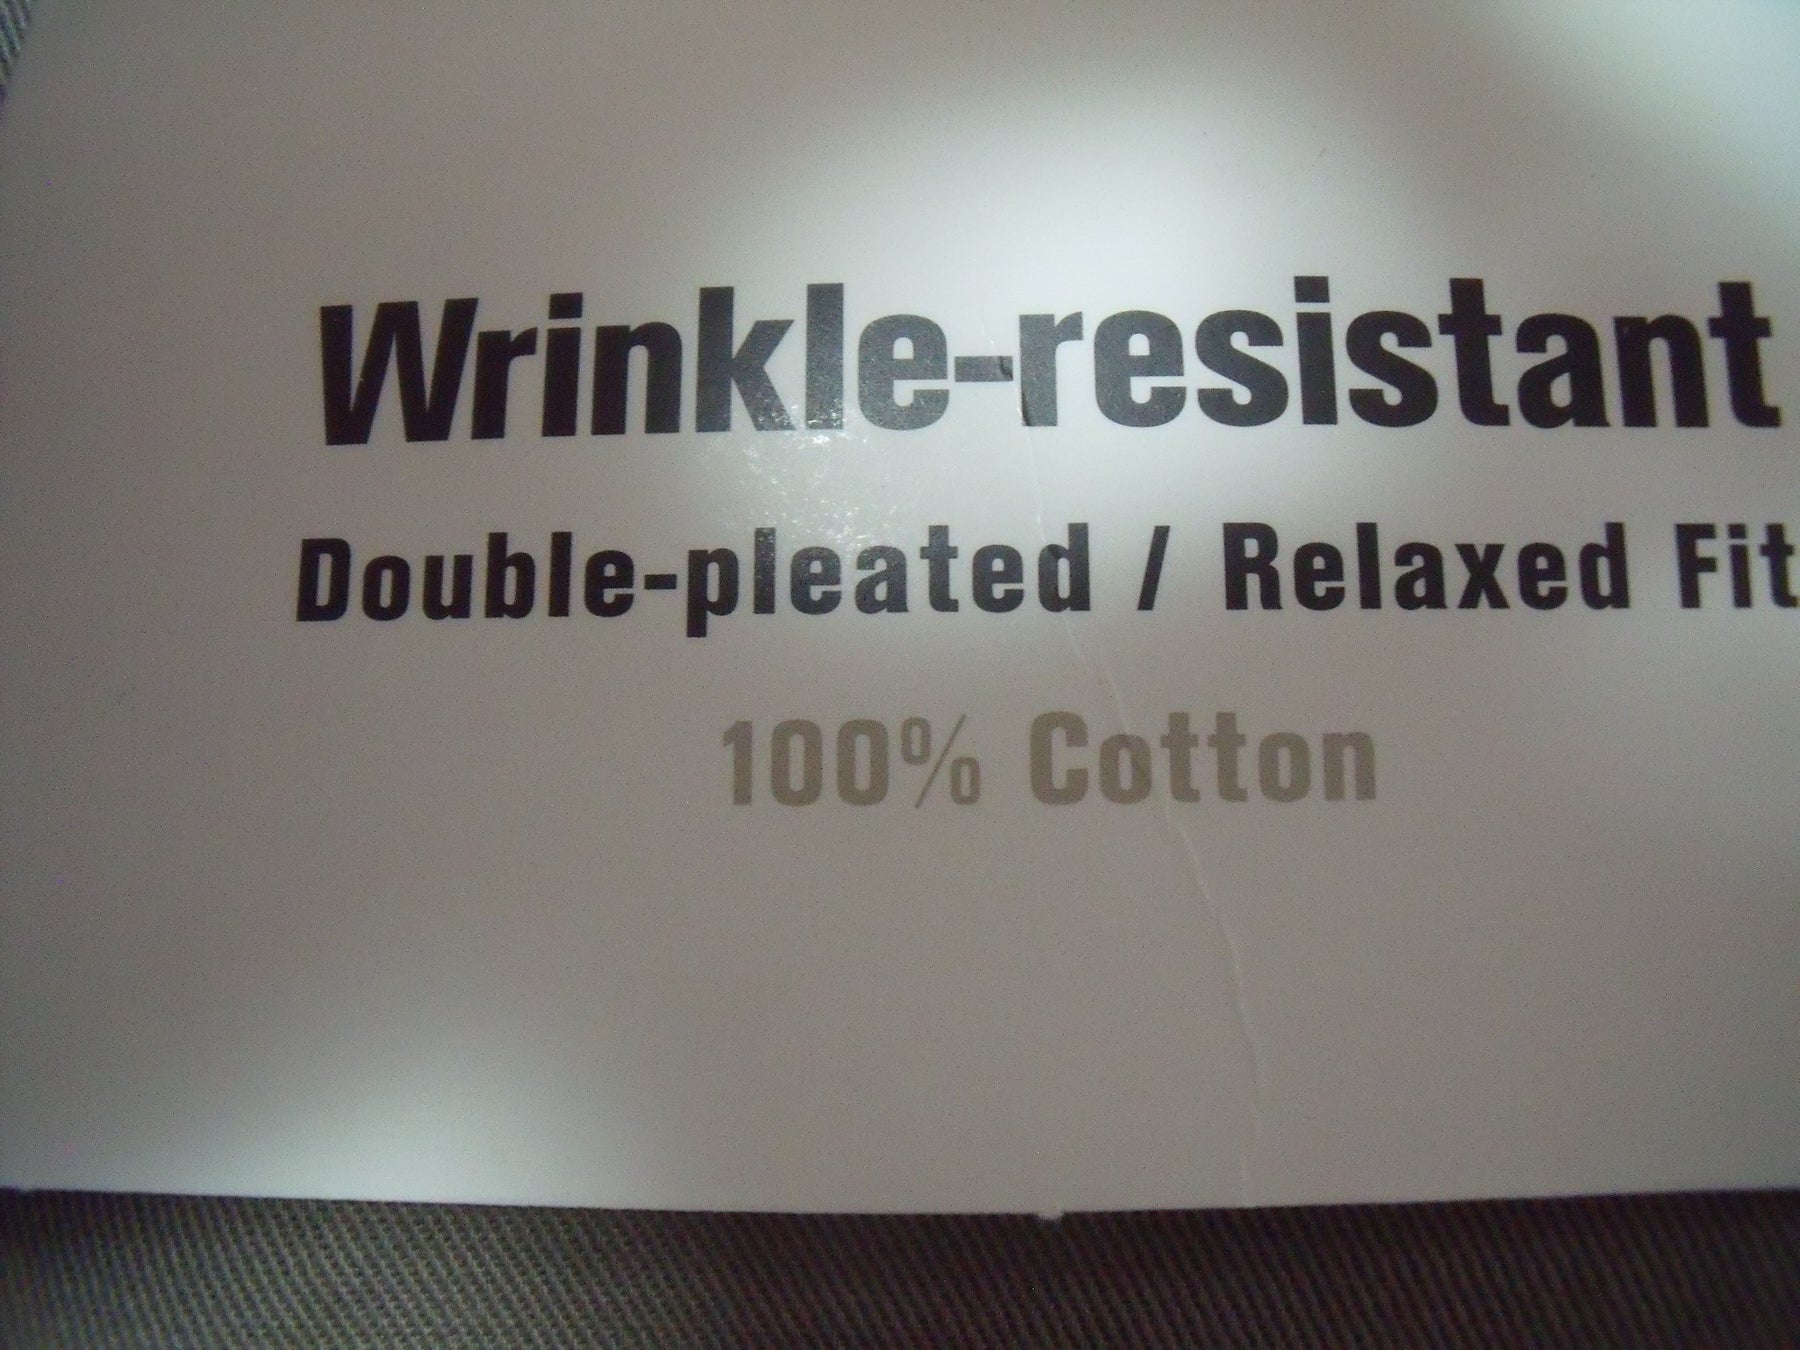 Wrinkle-resistant
Double-pleated / Relaxed Fit
100% Cotton